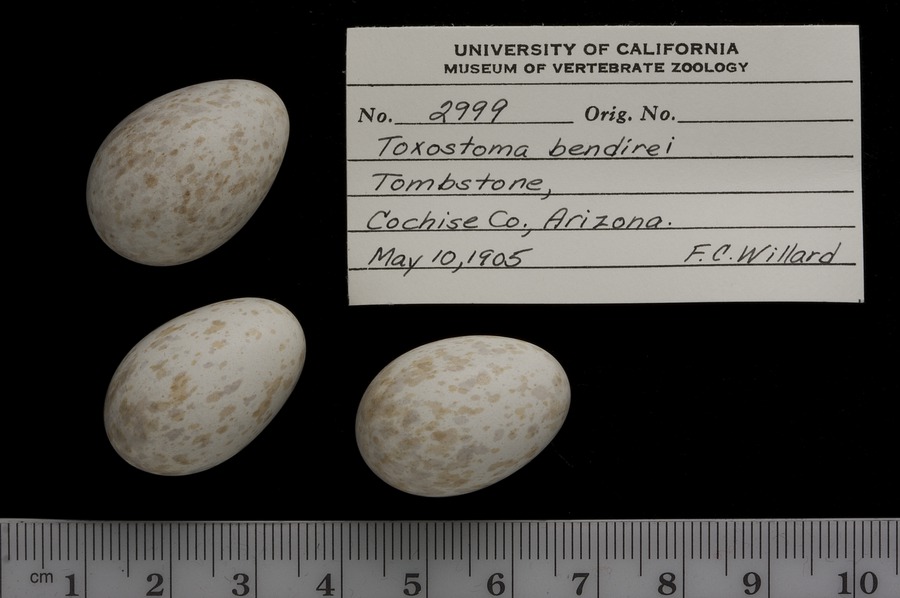 UNIVERSITY OF CALIFORNIA
MUSEUM OF VERTEBRATE ZOOLOGY
No. 2999 Orig. No.
Toxostoma bendirei
Tombstone,
Cochise Co., Arizona.
May 10, 1905 F.C. Willard
cm 1 2 3 4 5 6 7 8 9 10